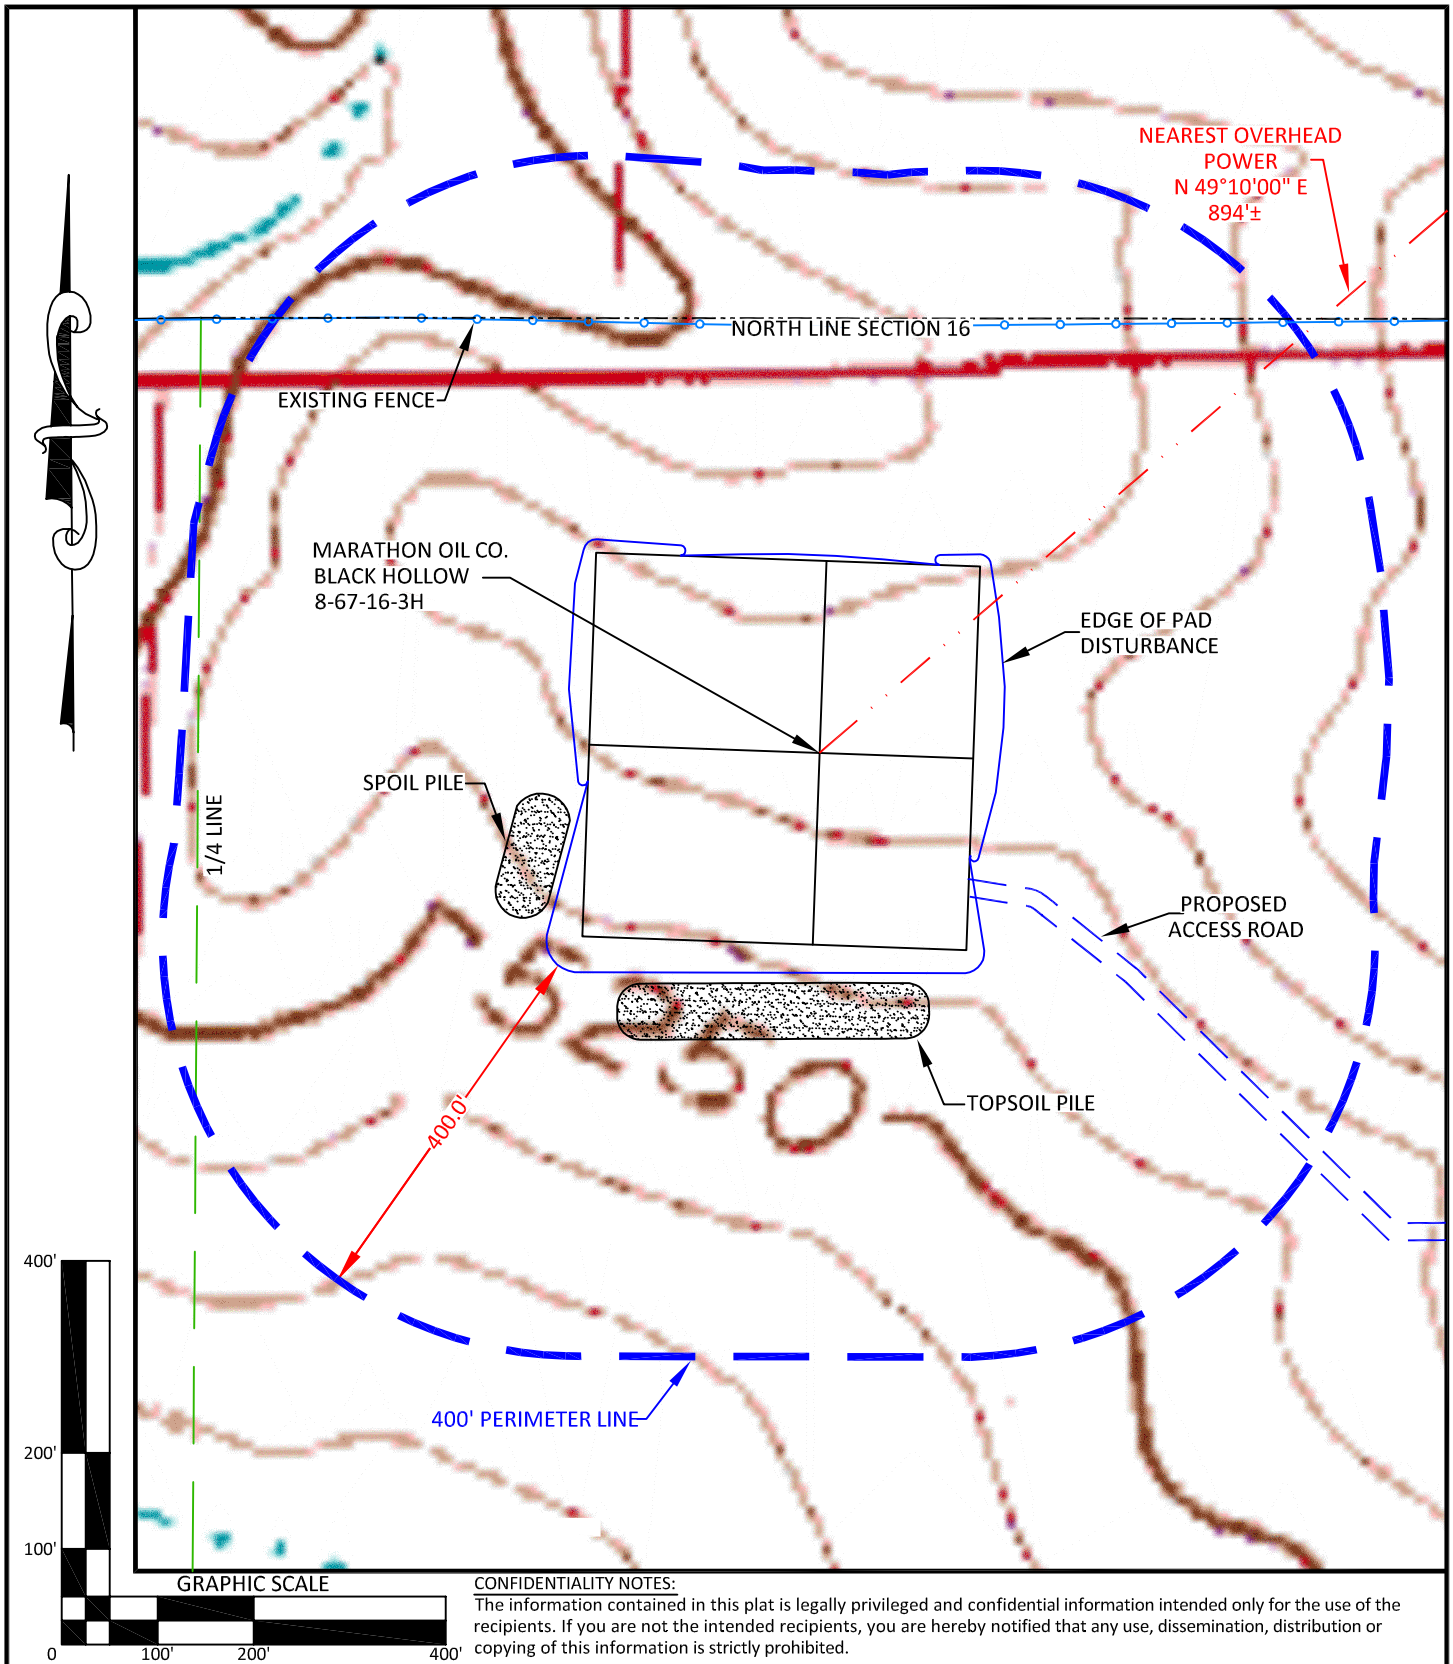 NEAREST OVERHEAD
POWER
N 49°10'00" E
894'±
NORTH LINE SECTION 16
EXISTING FENCE
MARATHON OIL CO.
BLACK HOLLOW
8-67-16-3H
EDGE OF PAD
DISTURBANCE
SPOIL PILE
1/4 LINE
PROPOSED
ACCESS ROAD
5250
TOPSOIL PILE
400.0'
400' PERIMETER LINE
400'
200'
100'
GRAPHIC SCALE
0 100' 200' 400'
CONFIDENTIALITY NOTES:
The information contained in this plat is legally privileged and confidential information intended only for the use of the
recipients. If you are not the intended recipients, you are hereby notified that any use, dissemination, distribution or
copying of this information is strictly prohibited.